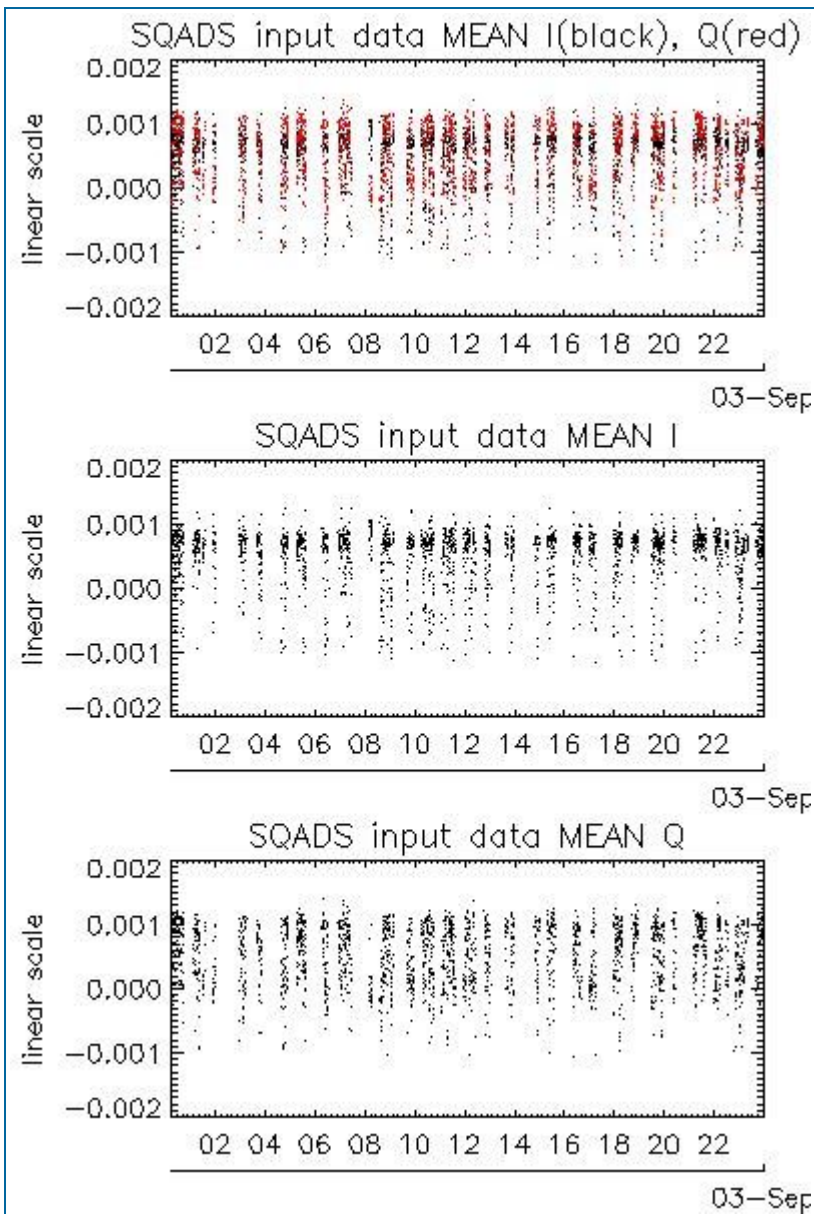 SQADS input data MEAN I(black), Q(red)
0.002
0.001
0.000
-0.001
-0.002
linear scale
02 04 06 08 10 12 14 16 18 20 22
03-Sep
SQADS input data MEAN I
0.002
0.001
0.000
-0.001
-0.002
linear scale
02 04 06 08 10 12 14 16 18 20 22
03-Sep
SQADS input data MEAN Q
0.002
0.001
0.000
-0.001
-0.002
linear scale
02 04 06 08 10 12 14 16 18 20 22
03-Sep